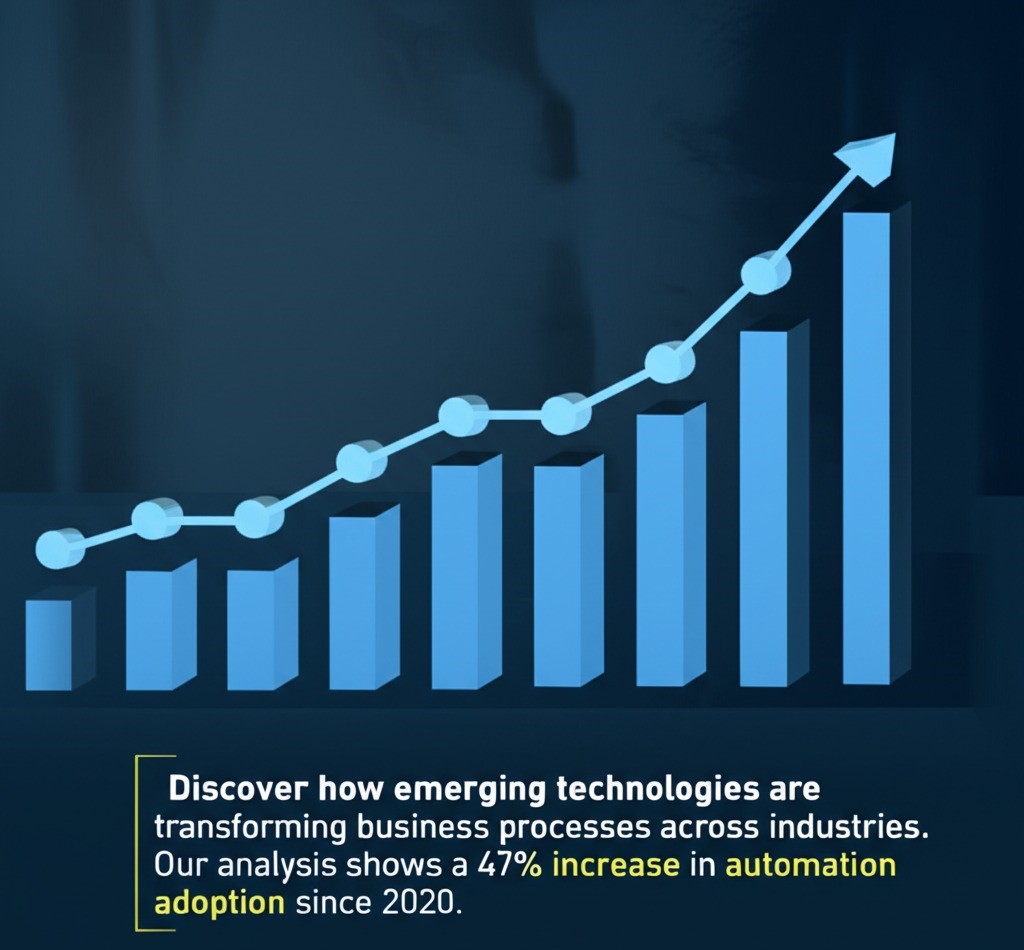 Discover how emerging technologies are
transforming business processes across industries.
Our analysis shows a 47% increase in automation
adoption since 2020.